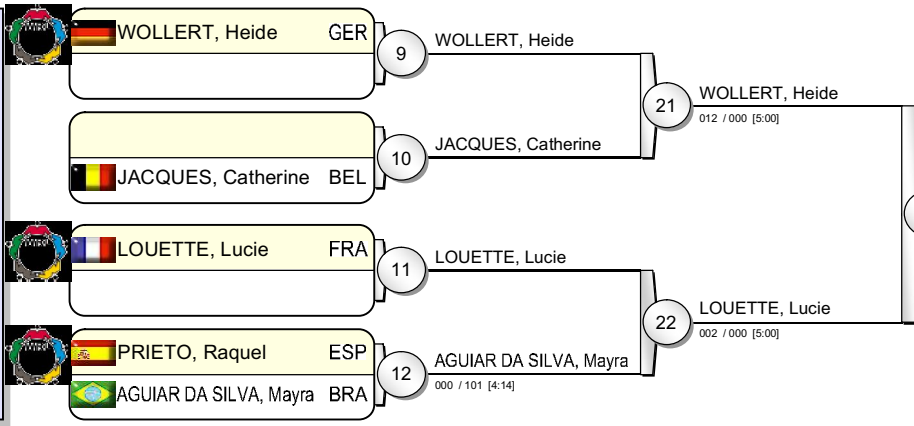 WOLLERT, Heide GER
9
WOLLERT, Heide
21
WOLLERT, Heide
012 / 000 [5:00]
10
JACQUES, Catherine
JACQUES, Catherine BEL
LOUETTE, Lucie FRA
11
LOUETTE, Lucie
22
LOUETTE, Lucie
002 / 000 [5:00]
PRIETO, Raquel ESP
12
AGUIAR DA SILVA, Mayra
000 / 101 [4:14]
AGUIAR DA SILVA, Mayra BRA